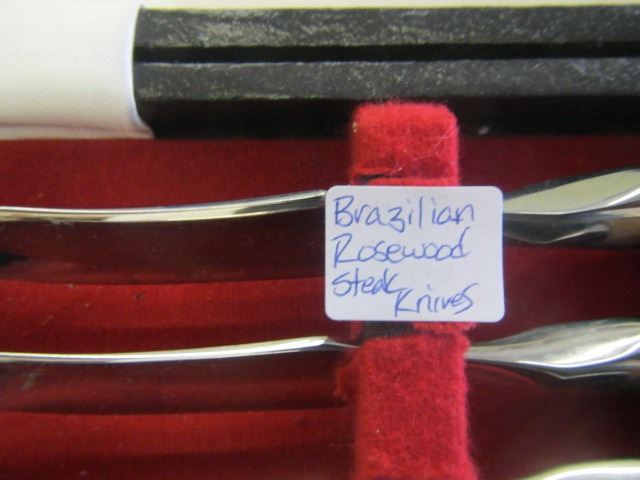 Brazilian
Rosewood
Steak
Knives